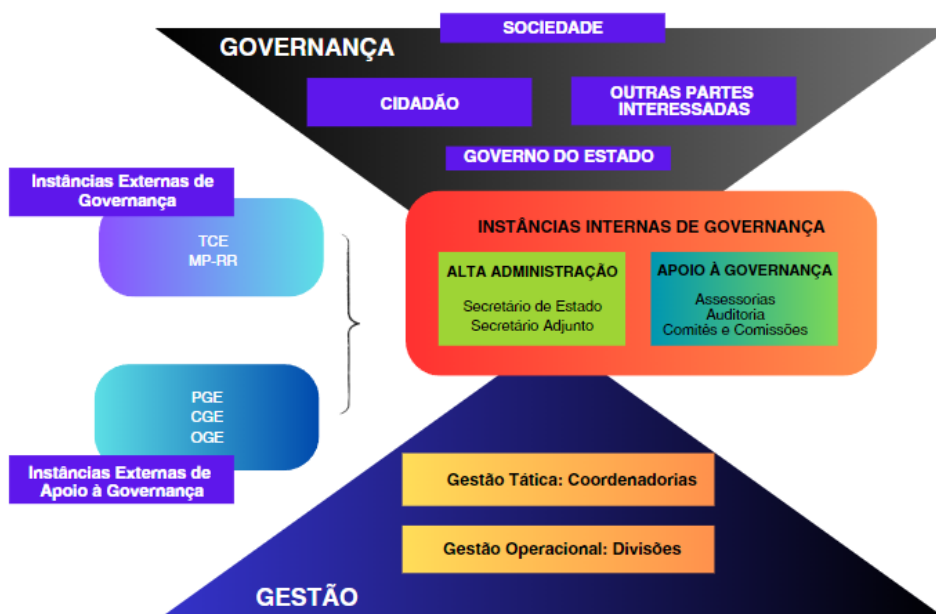 GOVERNANÇA
SOCIEDADE
CIDADÃO
OUTRAS PARTES
INTERESSADAS
GOVERNO DO ESTADO
Instâncias Externas de
Governança
TCE
MP-RR
INSTÂNCIAS INTERNAS DE GOVERNANÇA
ALTA ADMINISTRAÇÃO
Secretário de Estado
Secretário Adjunto
APOIO À GOVERNANÇA
Assessorias
Auditoria
Comitês e Comissões
PGE
CGE
OGE
Instâncias Externas de
Apoio à Governança
Gestão Tática: Coordenadorias
Gestão Operacional: Divisões
GESTÃO